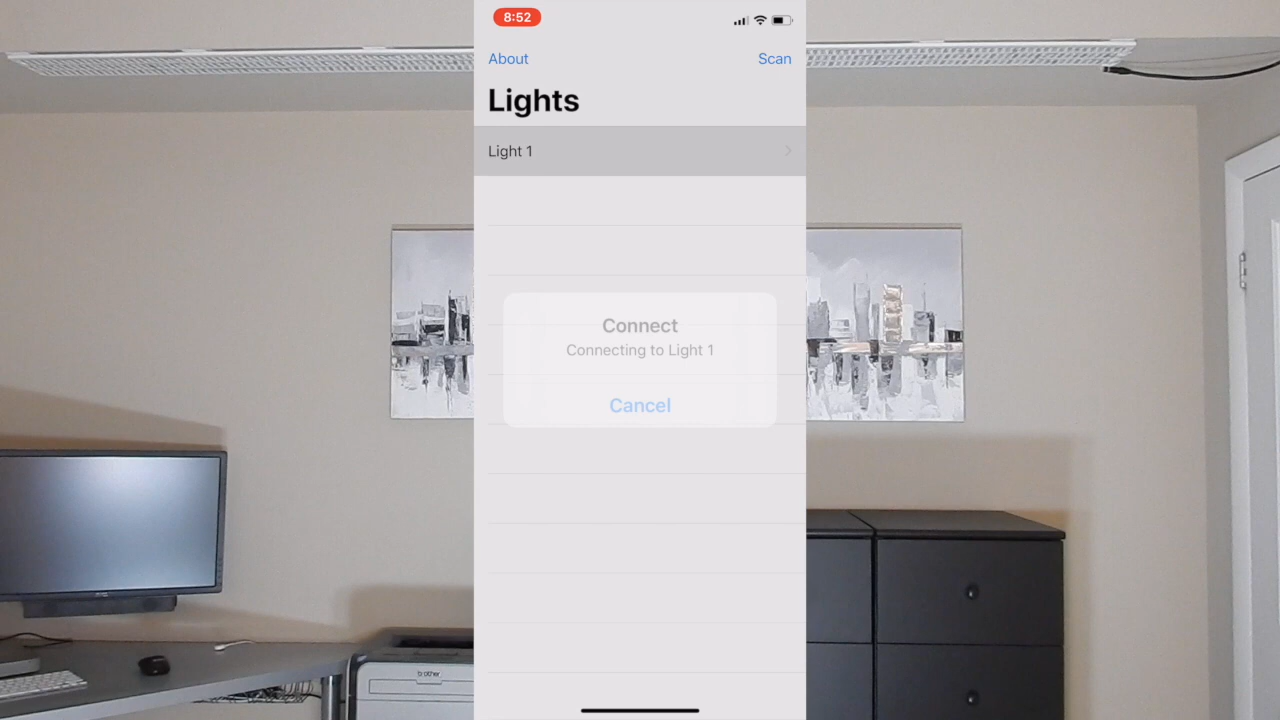 8:52
About
Scan
Lights
Light 1
Connect
Connecting to Light 1
Cancel
brother